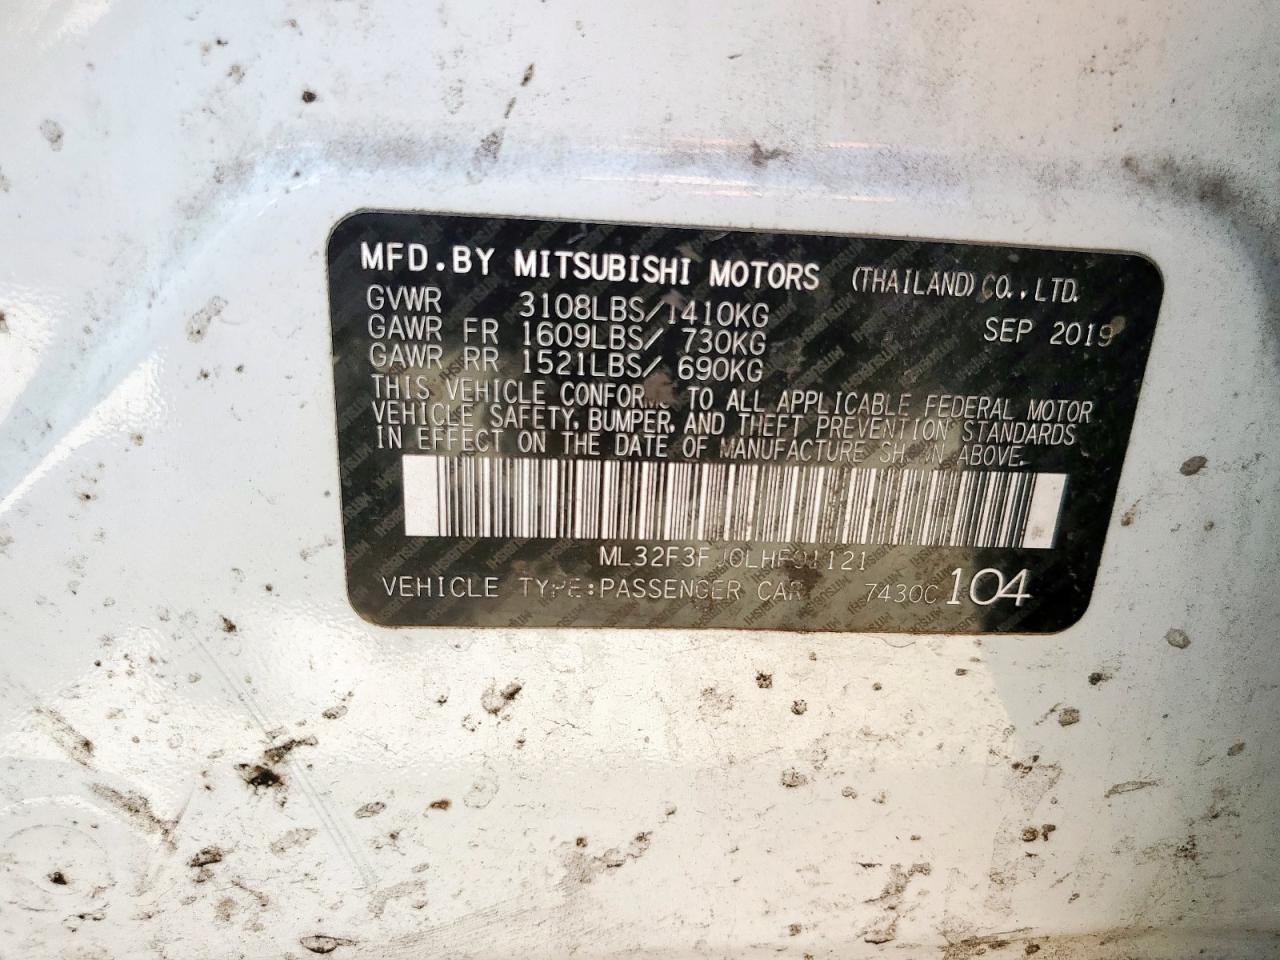 MFD.BY MITSUBISHI MOTORS (THAILAND) CO.,LTD.
GVWR 3108LBS/1410KG SEP 2019
GAWR FR 1609LBS/ 730KG
GAWR RR 1521LBS/ 690KG
THIS VEHICLE CONFORMS TO ALL APPLICABLE FEDERAL MOTOR
VEHICLE SAFETY, BUMPER, AND THEFT PREVENTION STANDARDS
IN EFFECT ON THE DATE OF MANUFACTURE SHOWN ABOVE.
ML32F3FJ0LHF01121
VEHICLE TYPE:PASSENGER CAR 7430C 104